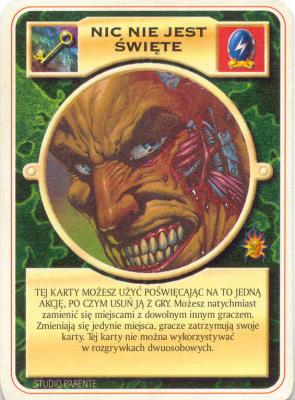 NIC NIE JEST
ŚWIĘTE
TEJ KARTY MOŻESZ UŻYĆ POŚWIĘCAJĄC NA TO JEDNĄ
AKCJĘ, PO CZYM USUŃ JĄ Z GRY. Możesz natychmiast
zamienić się miejscami z dowolnym innym graczem.
Zmieniają się jedynie miejsca, gracze zatrzymują swoje
karty. Tej karty nie można wykorzystywać
w rozgrywkach dwuosobowych.
STUDIO PARENTE